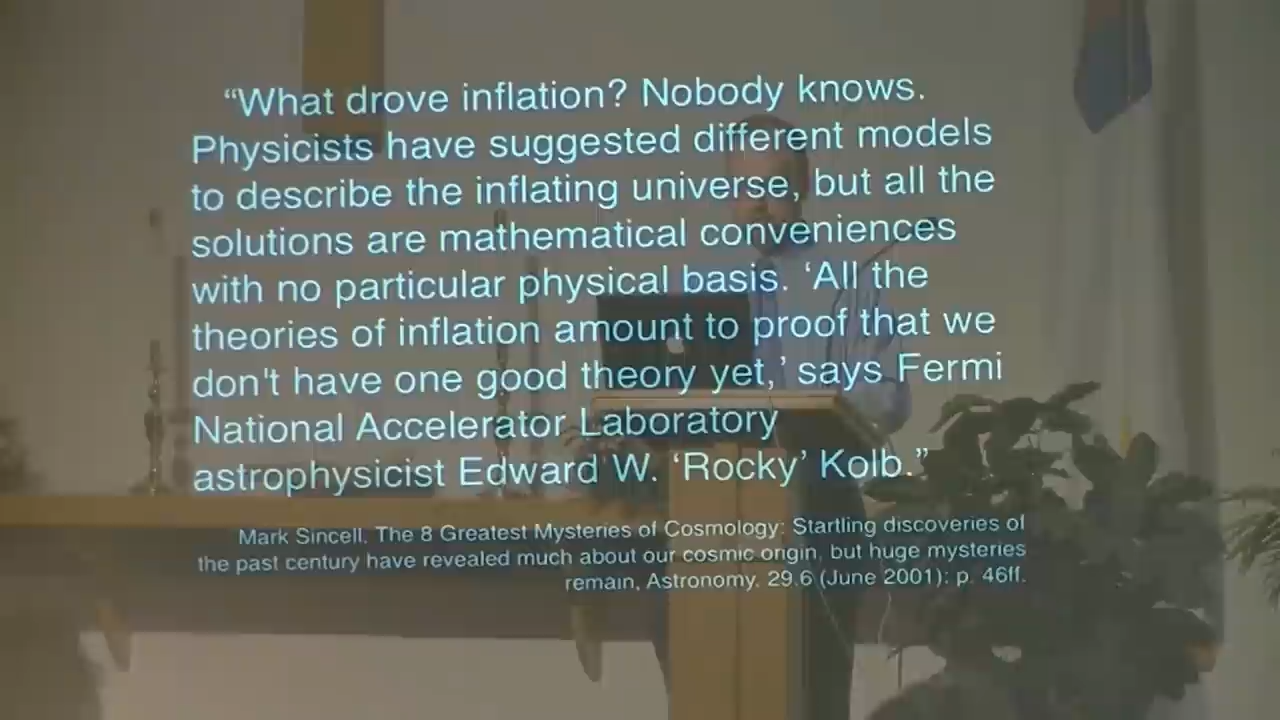 “What drove inflation? Nobody knows.
Physicists have suggested different models
to describe the inflating universe, but all the
solutions are mathematical conveniences
with no particular physical basis. ‘All the
theories of inflation amount to proof that we
don't have one good theory yet,’ says Fermi
National Accelerator Laboratory
astrophysicist Edward W. ‘Rocky’ Kolb.”
Mark Sincell, The 8 Greatest Mysteries of Cosmology: Startling discoveries of
the past century have revealed much about our cosmic origin, but huge mysteries
remain, Astronomy, 29.6 (June 2001): p. 46ff.